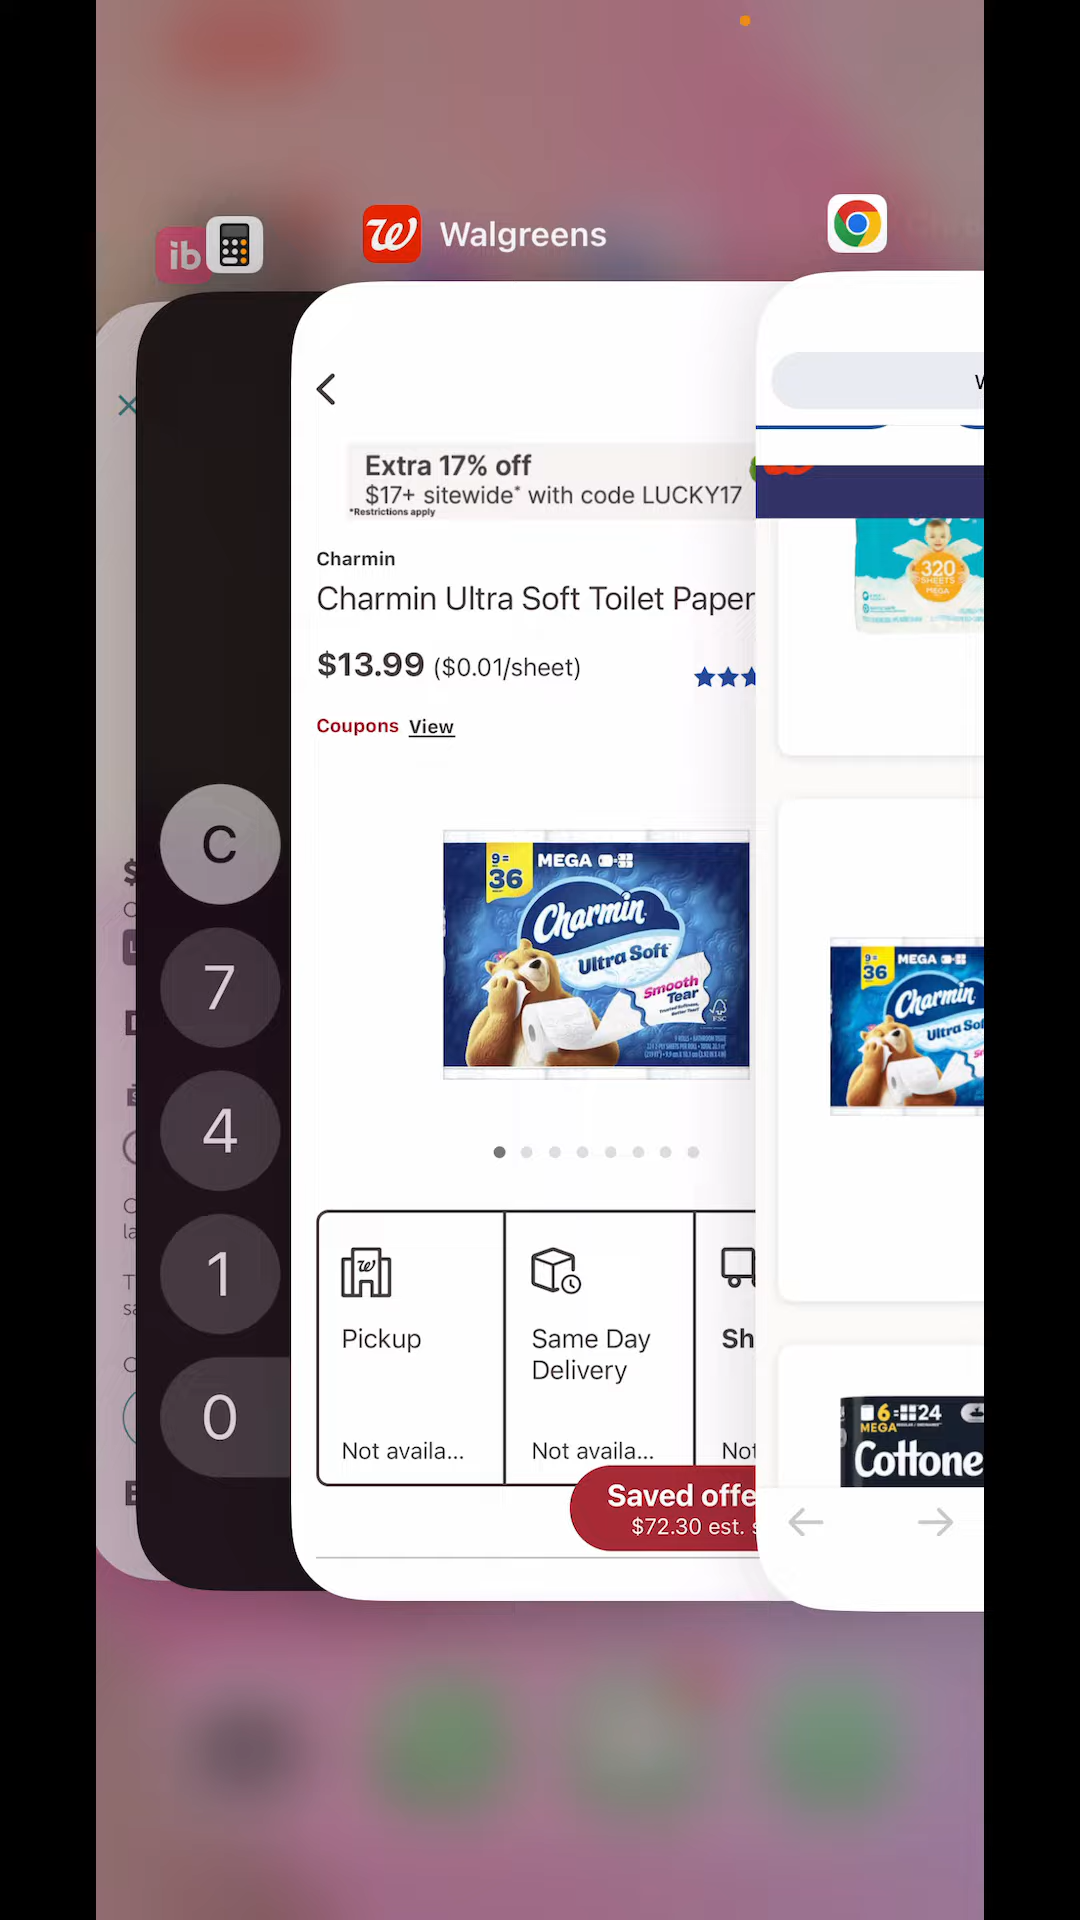 ib
Walgreens
Extra 17% off
$17+ sitewide* with code LUCKY17
*Restrictions apply
Charmin
Charmin Ultra Soft Toilet Paper
$13.99 ($0.01/sheet)
Coupons View
C
7
4
1
0
9=
36
MEGA
Charmin
Ultra Soft
Smooth
Tear
FSC
Pickup
Not availa...
Same Day
Delivery
Not availa...
Sh
Not
Saved offe
$72.30 est. s
320
SHEETS
MEGA
9=
36
MEGA
Charmin
Ultra Sof
6=24
MEGA
Cottone